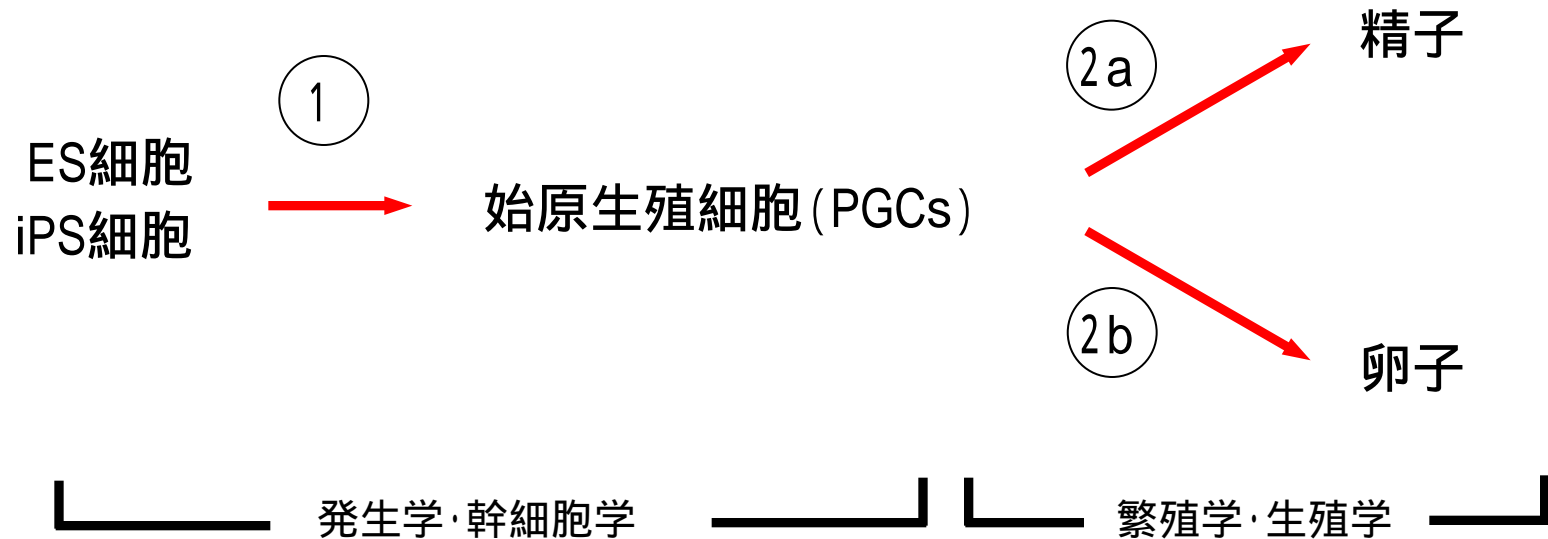 精子
2a
1
ES細胞
iPS細胞
始原生殖細胞(PGCs)
2b
卵子
発生学・幹細胞学
繁殖学・生殖学